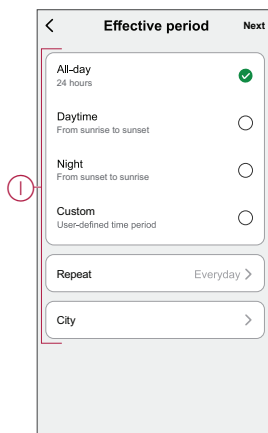 Effective period Next
All-day
24 hours
Daytime
From sunrise to sunset
Night
From sunset to sunrise
Custom
User-defined time period
Repeat Everyday
City